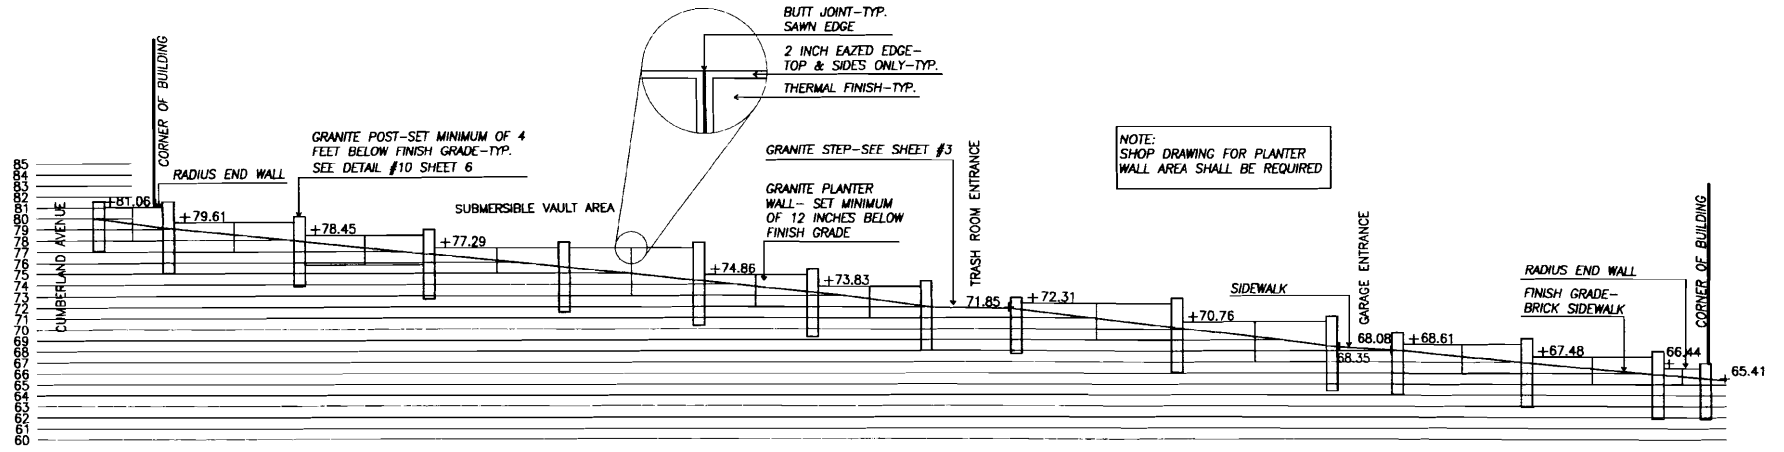 BUTT JOINT-TYP.
SAWN EDGE
2 INCH EAZED EDGE-
TOP & SIDES ONLY-TYP.
THERMAL FINISH-TYP.
CORNER OF BUILDING
GRANITE POST-SET MINIMUM OF 4
FEET BELOW FINISH GRADE-TYP.
SEE DETAIL #10 SHEET 6
RADIUS END WALL
SUBMERSIBLE VAULT AREA
GRANITE STEP-SEE SHEET #3
GRANITE PLANTER
WALL- SET MINIMUM
OF 12 INCHES BELOW
FINISH GRADE
TRASH ROOM ENTRANCE
NOTE:
SHOP DRAWING FOR PLANTER
WALL AREA SHALL BE REQUIRED
GARAGE ENTRANCE
SIDEWALK
RADIUS END WALL
FINISH GRADE-
BRICK SIDEWALK
CORNER OF BUILDING
CUMBERLAND AVENUE
85
84
83
82
81
80
79
78
77
76
75
74
73
72
71
70
69
68
67
66
65
64
63
62
61
60
+81.06
+79.61
+78.45
+77.29
+74.86
+73.83
71.85
+72.31
+70.76
68.08
68.35
+68.61
+67.48
66.44
+
65.41